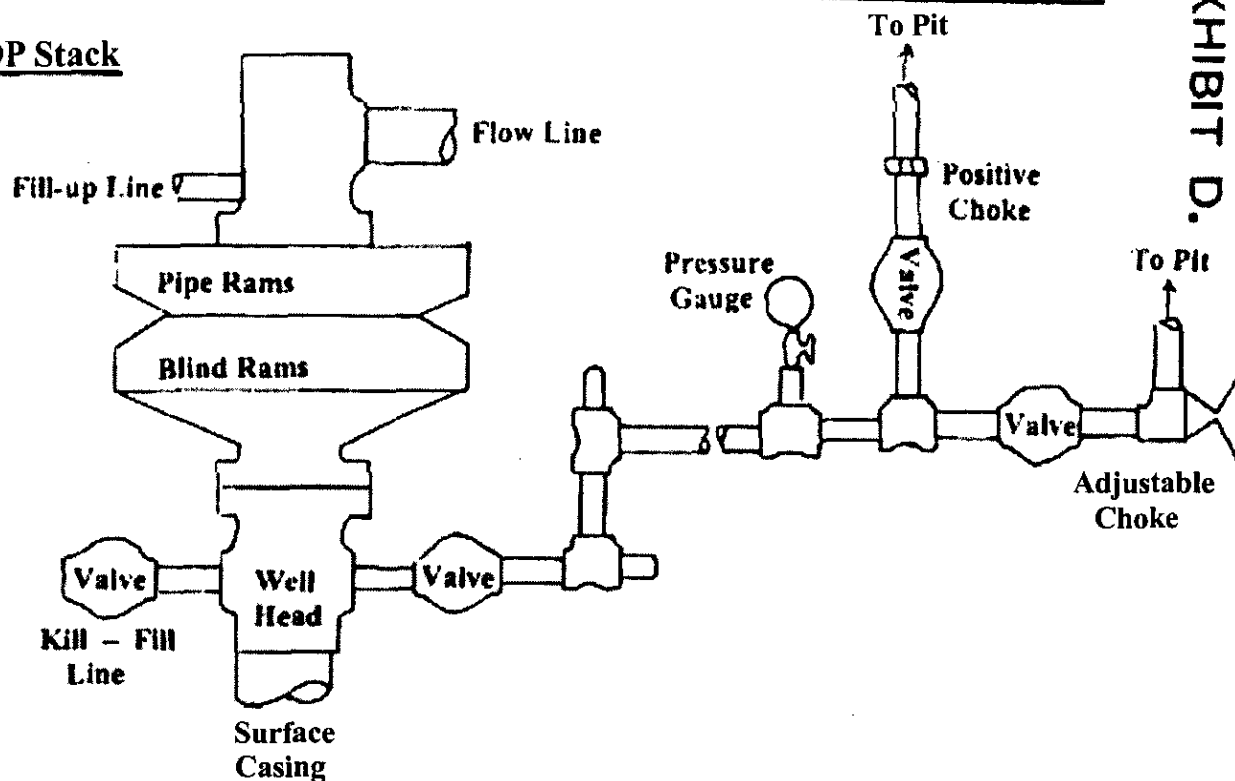 OP Stack
Flow Line
Fill-up Line
Pipe Rams
Blind Rams
Valve
Kill – Fill
Line
Well
Head
Valve
Surface
Casing
Pressure
Gauge
To Pit
Positive
Choke
Valve
Valve
To Pit
Adjustable
Choke
XHIBIT D.